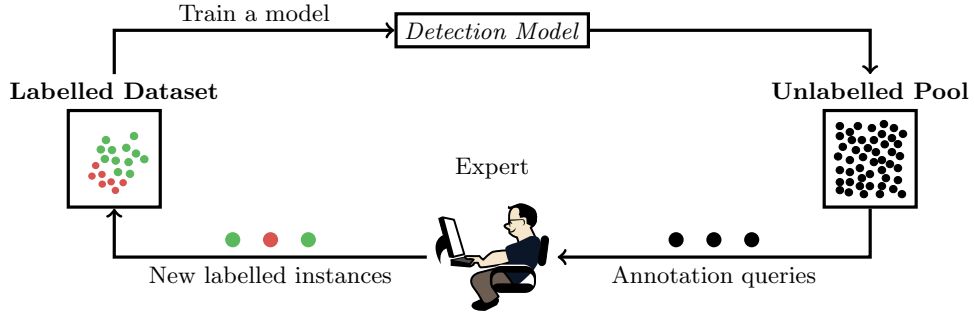 Train a model
Detection Model
Labelled Dataset
Unlabelled Pool
Expert
New labelled instances
Annotation queries